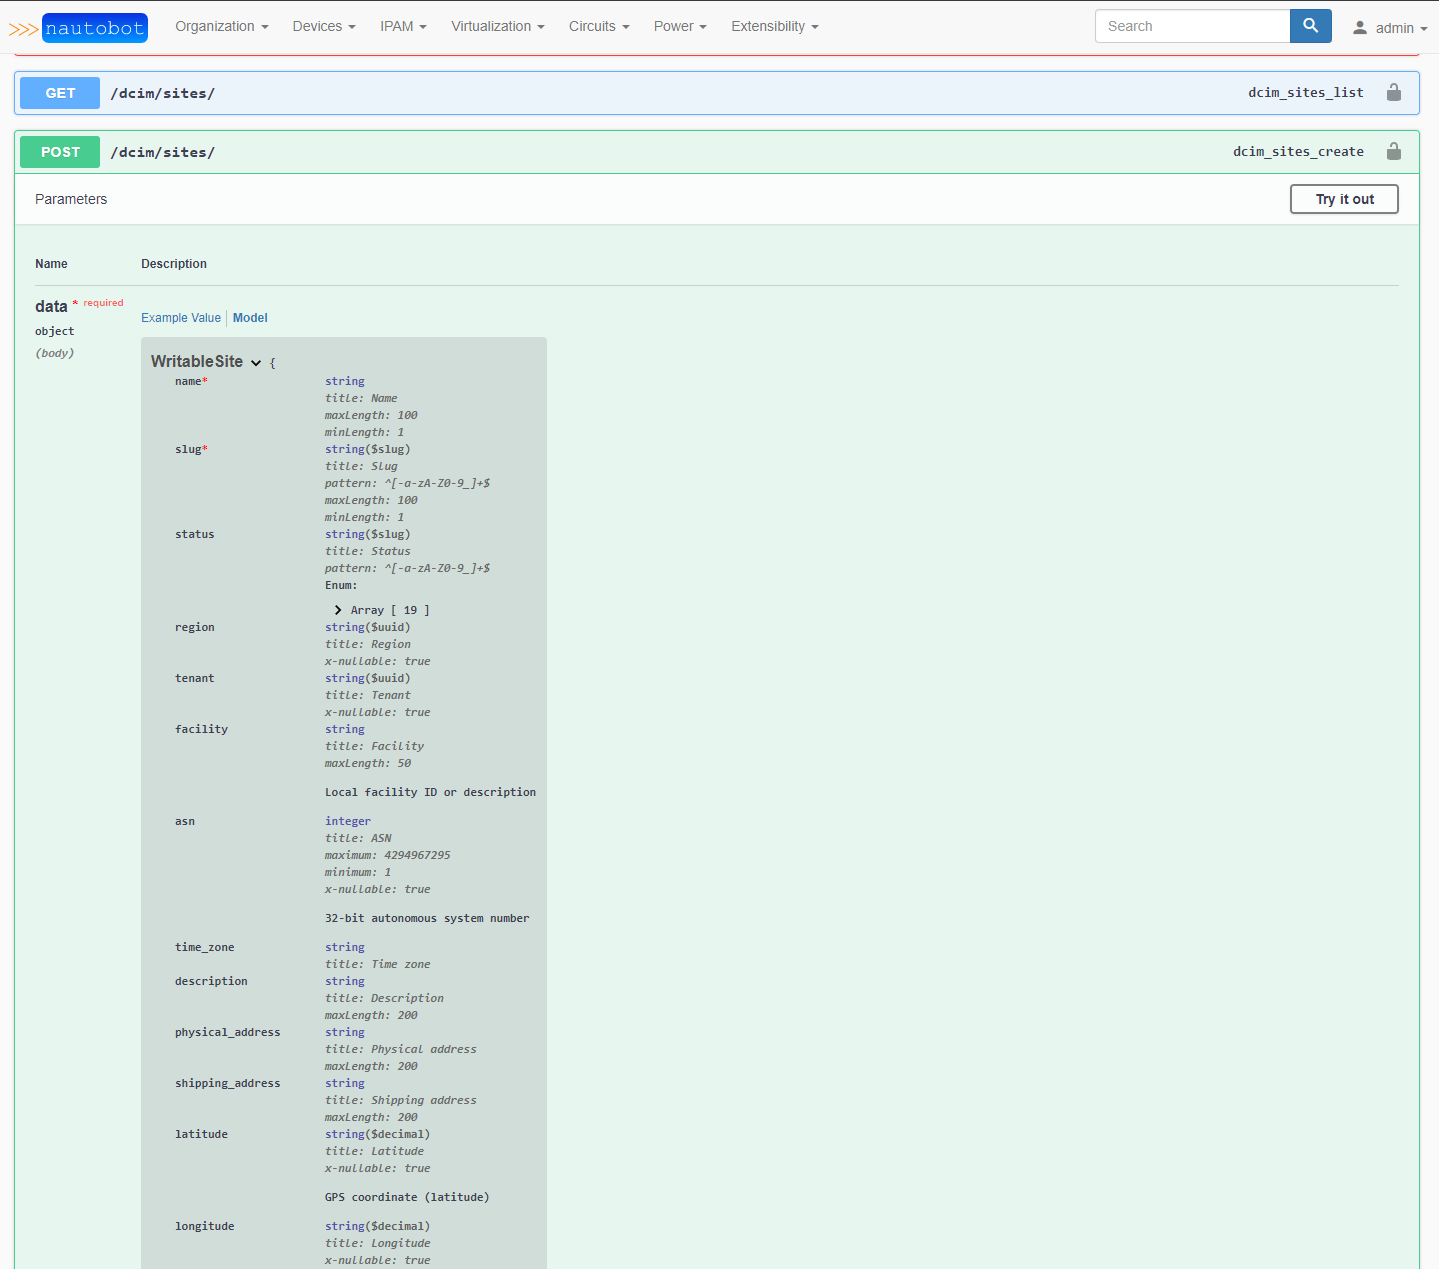 >>> nautobot Organization Devices IPAM Virtualization Circuits Power Extensibility Search admin
GET /dcim/sites/ dcim_sites_list
POST /dcim/sites/ dcim_sites_create
Parameters Try it out
Name Description
data * required
object
(body)
Example Value Model
WritableSite {
name* string
title: Name
maxLength: 100
minLength: 1
slug* string($slug)
title: Slug
pattern: ^[-a-zA-Z0-9_]+$
maxLength: 100
minLength: 1
status string($slug)
title: Status
pattern: ^[-a-zA-Z0-9_]+$
Enum:
Array [ 19 ]
region string($uuid)
title: Region
x-nullable: true
tenant string($uuid)
title: Tenant
x-nullable: true
facility string
title: Facility
maxLength: 50
Local facility ID or description
asn integer
title: ASN
maximum: 4294967295
minimum: 1
x-nullable: true
32-bit autonomous system number
time_zone string
title: Time zone
description string
title: Description
maxLength: 200
physical_address string
title: Physical address
maxLength: 200
shipping_address string
title: Shipping address
maxLength: 200
latitude string($decimal)
title: Latitude
x-nullable: true
GPS coordinate (latitude)
longitude string($decimal)
title: Longitude
x-nullable: true